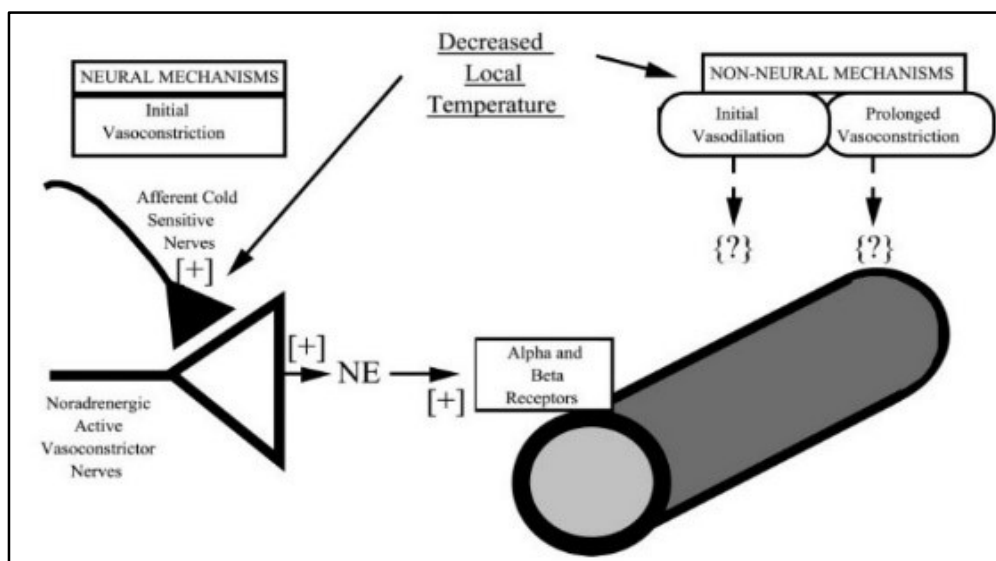 Decreased
Local
Temperature
NEURAL MECHANISMS
Initial
Vasoconstriction
NON-NEURAL MECHANISMS
Initial
Vasodilation
Prolonged
Vasoconstriction
{?}
{?}
Afferent Cold
Sensitive
Nerves
[+]
[+]
NE
[+]
Alpha and
Beta
Receptors
Noradrenergic
Active
Vasoconstrictor
Nerves